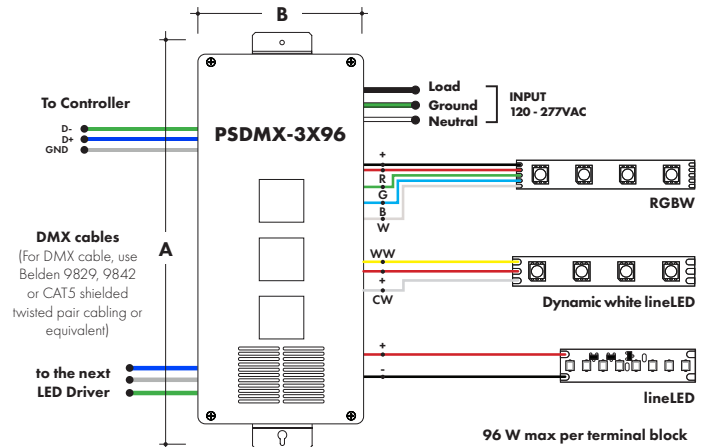 B
To Controller
D-
D+
GND
PSDMX-3X96
Load
Ground
Neutral
INPUT
120 - 277VAC
+
R
G
B
W
RGBW
DMX cables
(For DMX cable, use
Belden 9829, 9842
or CAT5 shielded
twisted pair cabling or
equivalent)
A
WW
+
CW
Dynamic white lineLED
to the next
LED Driver
+
-
lineLED
96 W max per terminal block